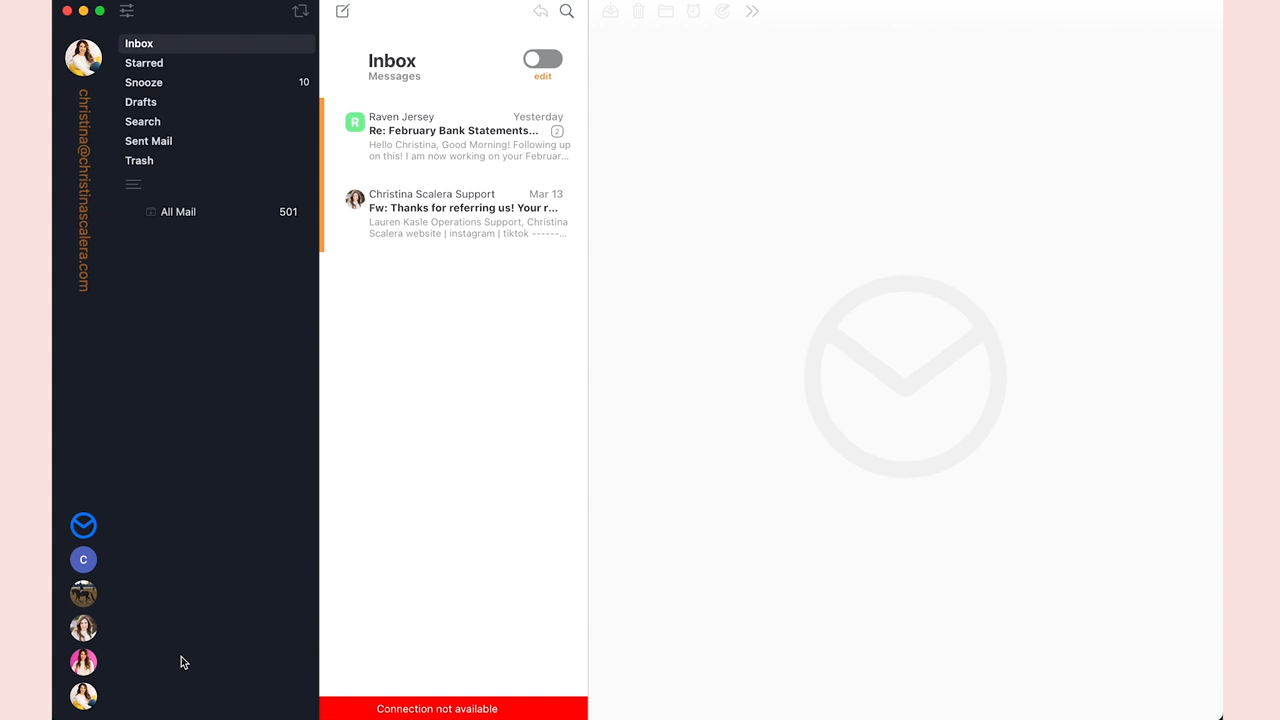 Inbox
Starred
Snooze 10
Drafts
Search
Sent Mail
Trash
All Mail 501
christina@christinascalera.com
C
Inbox
Messages
edit
R
Raven Jersey Yesterday
Re: February Bank Statements... 2
Hello Christina, Good Morning! Following up
on this! I am now working on your Februar...
Christina Scalera Support Mar 13
Fw: Thanks for referring us! Your r...
Lauren Kasle Operations Support, Christina
Scalera website | instagram | tiktok ------...
Connection not available